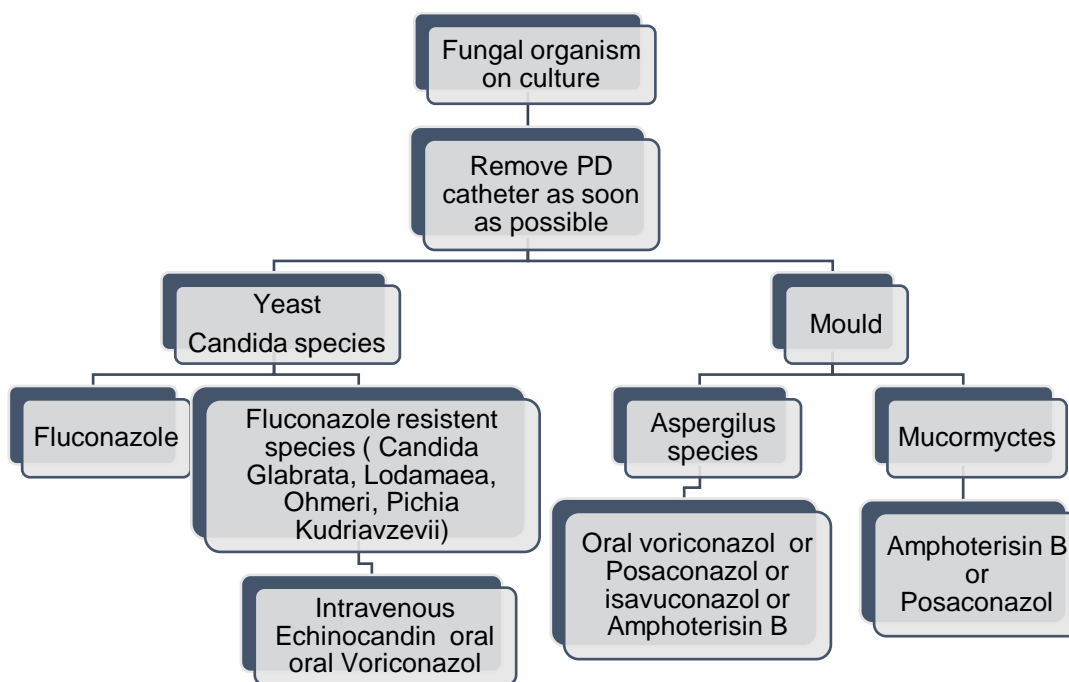 Fungal organism
on culture
Remove PD
catheter as soon
as possible
Yeast
Candida species
Mould
Fluconazole
Fluconazole resistent
species ( Candida
Glabrata, Lodamaea,
Ohmeri, Pichia
Kudriavzevii)
Aspergilus
species
Mucormyctes
Intravenous
Echinocandin oral
oral Voriconazol
Oral voriconazol or
Posaconazol or
isavuconazol or
Amphoterisin B
Amphoterisin B
or
Posaconazol